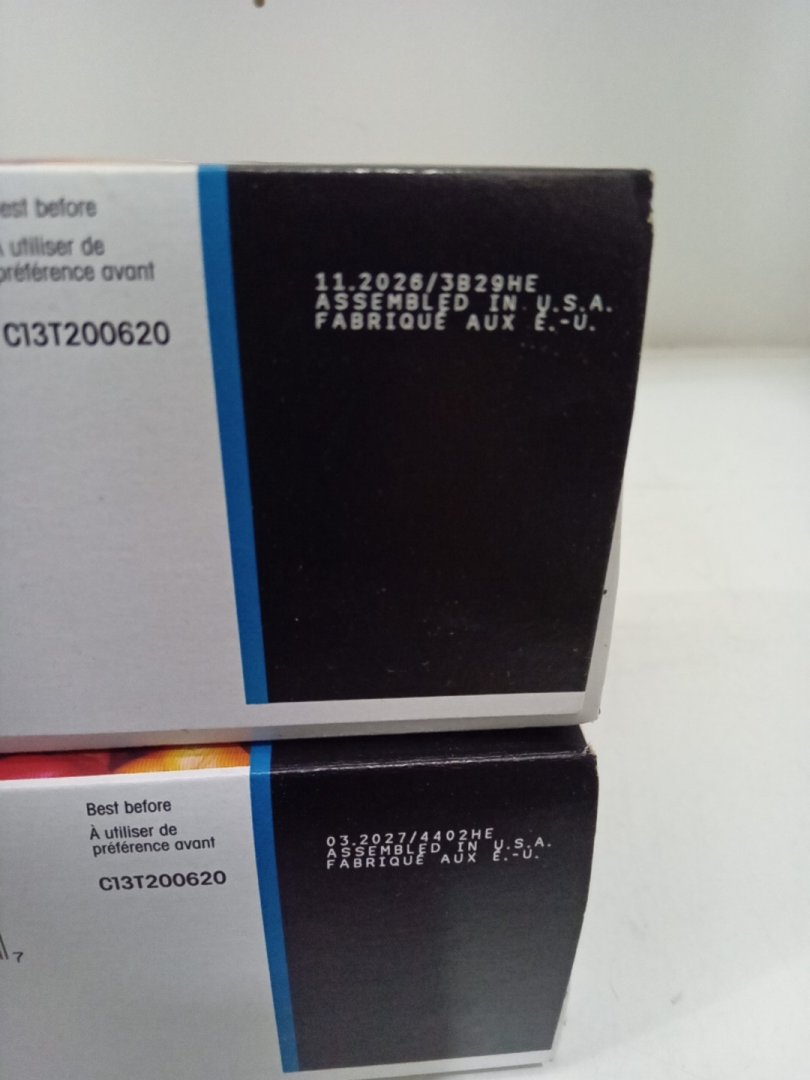 est before
À utiliser de
préférence avant
C13T200620
11.2026/3B29HE
ASSEMBLED IN U.S.A.
FABRIQUÉ AUX É.-U.
Best before
À utiliser de
préférence avant
C13T200620
03.2027/4402HE
ASSEMBLED IN U.S.A.
FABRIQUÉ AUX É.-U.
7